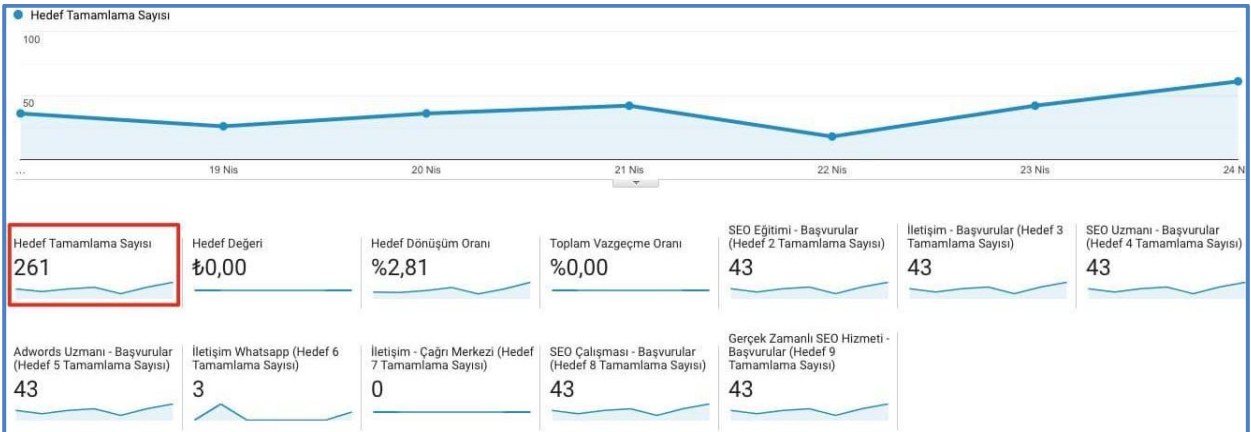 Hedef Tamamlama Sayısı
100
50
...
19 Nis
20 Nis
21 Nis
22 Nis
23 Nis
24 N
Hedef Tamamlama Sayısı
261
Hedef Değeri
₺0,00
Hedef Dönüşüm Oranı
%2,81
Toplam Vazgeçme Oranı
%0,00
SEO Eğitimi - Başvurular
(Hedef 2 Tamamlama Sayısı)
43
İletişim - Başvurular (Hedef 3
Tamamlama Sayısı)
43
SEO Uzmanı - Başvurular
(Hedef 4 Tamamlama Sayısı)
43
Adwords Uzmanı - Başvurular
(Hedef 5 Tamamlama Sayısı)
43
İletişim Whatsapp (Hedef 6
Tamamlama Sayısı)
3
İletişim - Çağrı Merkezi (Hedef
7 Tamamlama Sayısı)
0
SEO Çalışması - Başvurular
(Hedef 8 Tamamlama Sayısı)
43
Gerçek Zamanlı SEO Hizmeti -
Başvurular (Hedef 9
Tamamlama Sayısı)
43